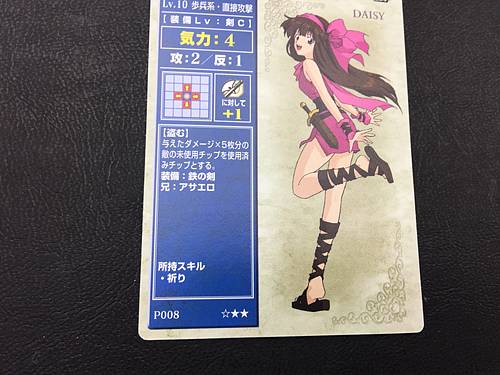 Lv.10 歩兵系・直接攻撃
【装備Lv：剣C】
気力：4
攻：2／反：1
に対して
+1
【盗む】
与えたダメージ×5枚分の
敵の未使用チップを使用済
みチップとする。
装備：鉄の剣
兄：アサエロ
所持スキル
・祈り
P008 ☆★★
DAISY